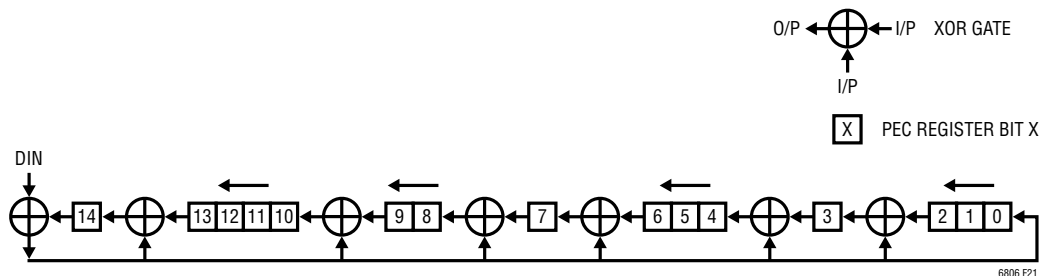 O/P I/P XOR GATE
I/P
X PEC REGISTER BIT X
DIN
14 13 12 11 10 9 8 7 6 5 4 3 2 1 0
6806 F21